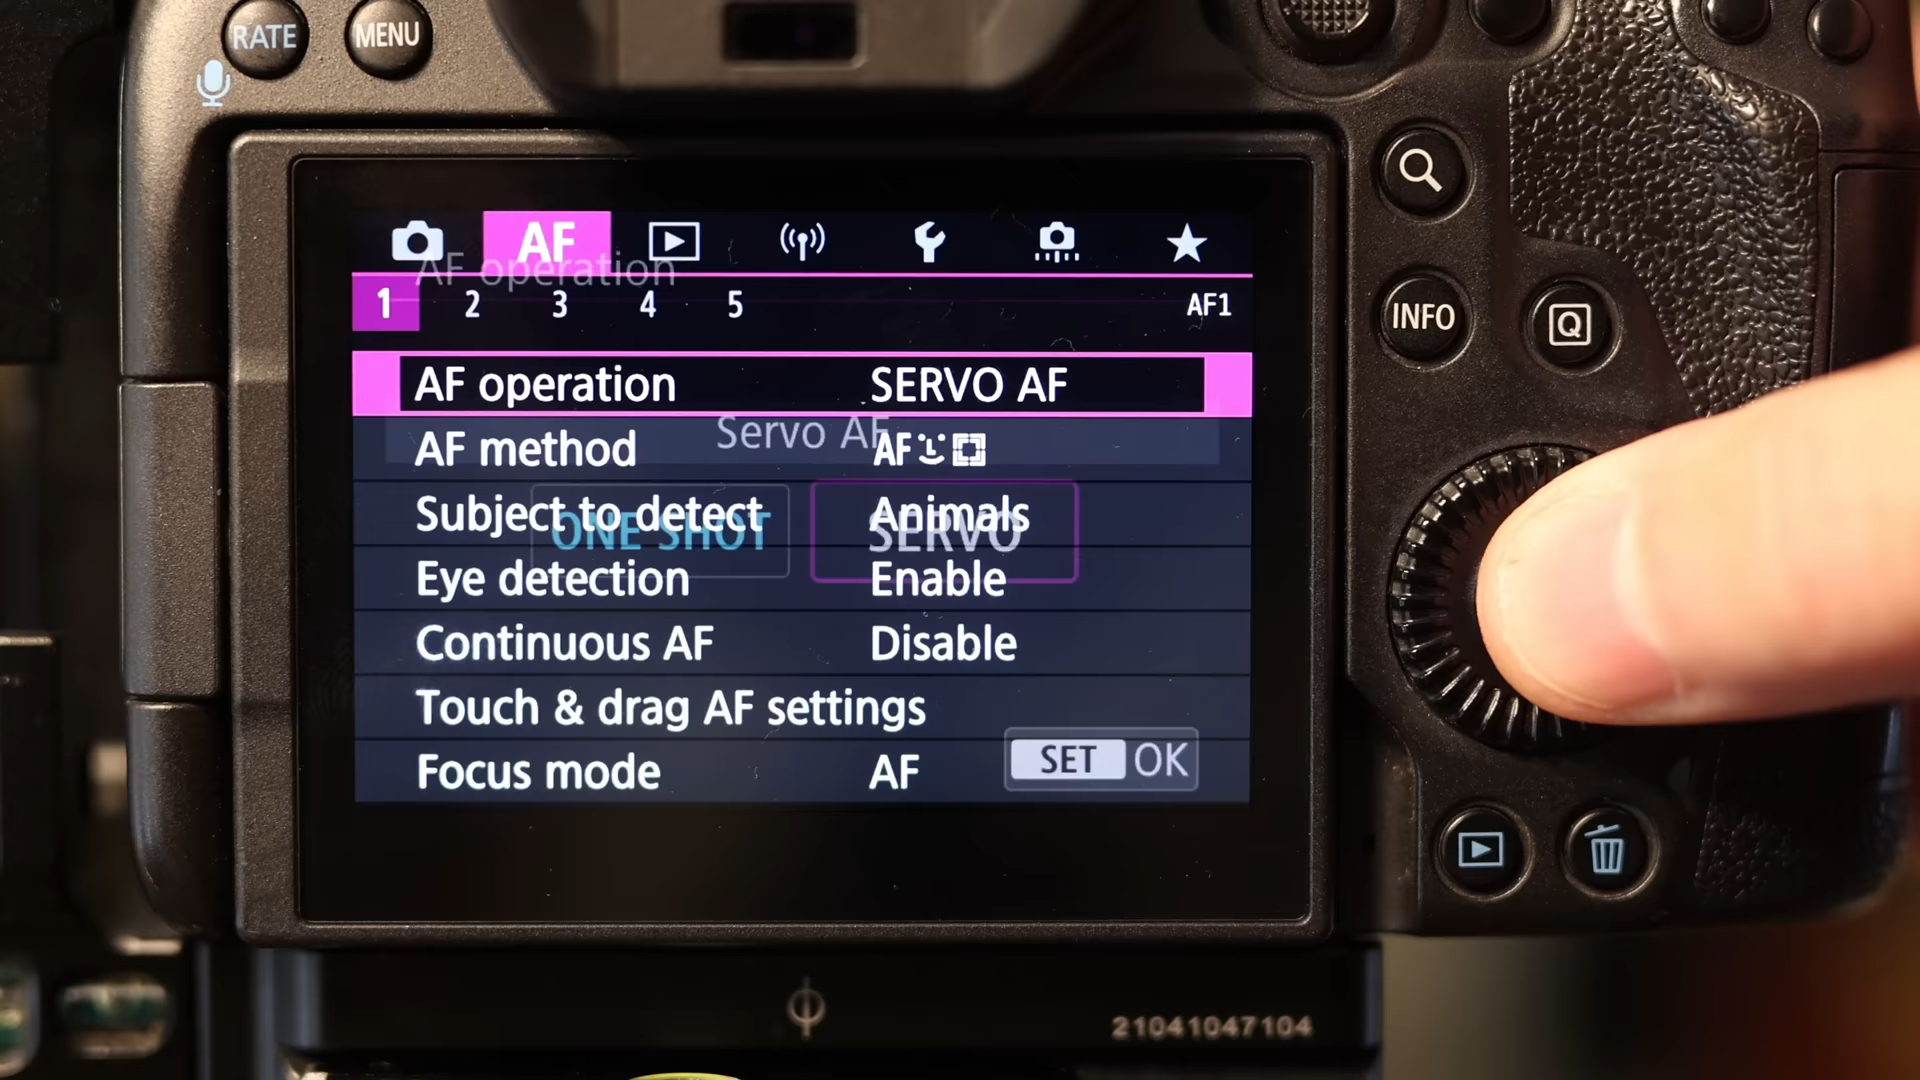 RATE MENU
AF
AF operation
1 2 3 4 5 AF1
AF operation SERVO AF
Servo AF
AF method AF
Subject to detect Animals
ONE SHOT SERVO
Eye detection Enable
Continuous AF Disable
Touch & drag AF settings
Focus mode AF
SET OK
INFO Q
21041047104